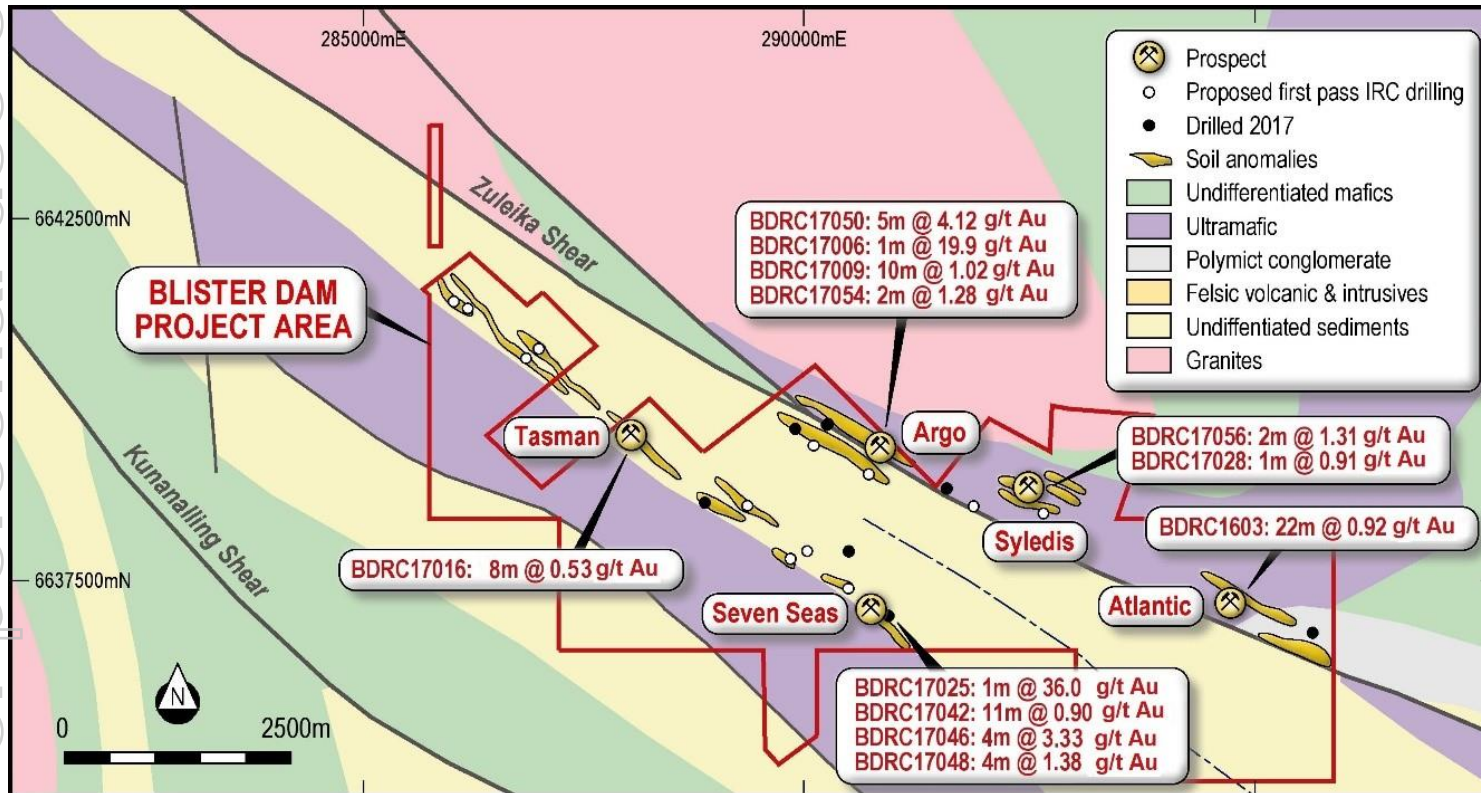 285000mE
290000mE
Prospect
Proposed first pass IRC drilling
Drilled 2017
Soil anomalies
Undifferentiated mafics
Ultramafic
Polymict conglomerate
Felsic volcanic & intrusives
Undiffentiated sediments
Granites
6642500mN
Zuleika Shear
BDRC17050: 5m @ 4.12 g/t Au
BDRC17006: 1m @ 19.9 g/t Au
BDRC17009: 10m @ 1.02 g/t Au
BDRC17054: 2m @ 1.28 g/t Au
BLISTER DAM
PROJECT AREA
Tasman
Argo
BDRC17056: 2m @ 1.31 g/t Au
BDRC17028: 1m @ 0.91 g/t Au
Kunanalling Shear
BDRC1603: 22m @ 0.92 g/t Au
Syledis
BDRC17016: 8m @ 0.53 g/t Au
6637500mN
Seven Seas
Atlantic
BDRC17025: 1m @ 36.0 g/t Au
BDRC17042: 11m @ 0.90 g/t Au
BDRC17046: 4m @ 3.33 g/t Au
BDRC17048: 4m @ 1.38 g/t Au
N
0
2500m